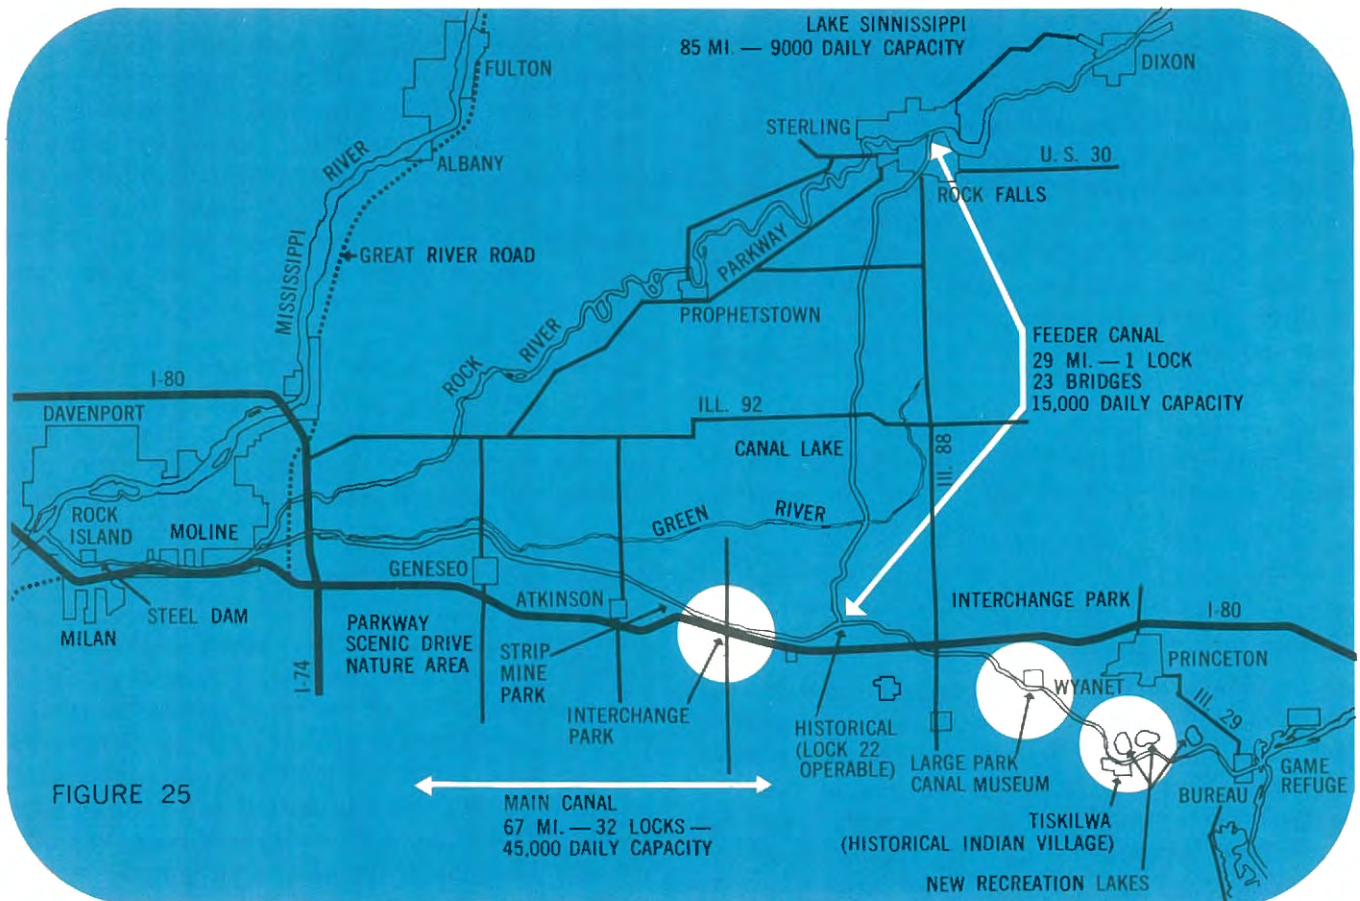 LAKE SINNISSIPPI
85 MI. — 9000 DAILY CAPACITY
FULTON
DIXON
STERLING
RIVER
ALBANY
U. S. 30
ROCK FALLS
MISSISSIPPI
GREAT RIVER ROAD
PARKWAY
PROPHETSTOWN
ROCK
RIVER
FEEDER CANAL
29 MI. — 1 LOCK
23 BRIDGES
15,000 DAILY CAPACITY
I-80
DAVENPORT
ILL. 92
CANAL LAKE
Ill. 88
ROCK
ISLAND
MOLINE
GREEN
RIVER
GENESEO
ATKINSON
INTERCHANGE PARK
I-80
STEEL DAM
MILAN
PARKWAY
SCENIC DRIVE
NATURE AREA
I-74
STRIP
MINE
PARK
INTERCHANGE
PARK
HISTORICAL
(LOCK 22
OPERABLE)
LARGE PARK
CANAL MUSEUM
WYANET
PRINCETON
Ill. 29
GAME
REFUGE
BUREAU
TISKILWA
(HISTORICAL INDIAN VILLAGE)
NEW RECREATION LAKES
FIGURE 25
MAIN CANAL
67 MI. — 32 LOCKS —
45,000 DAILY CAPACITY